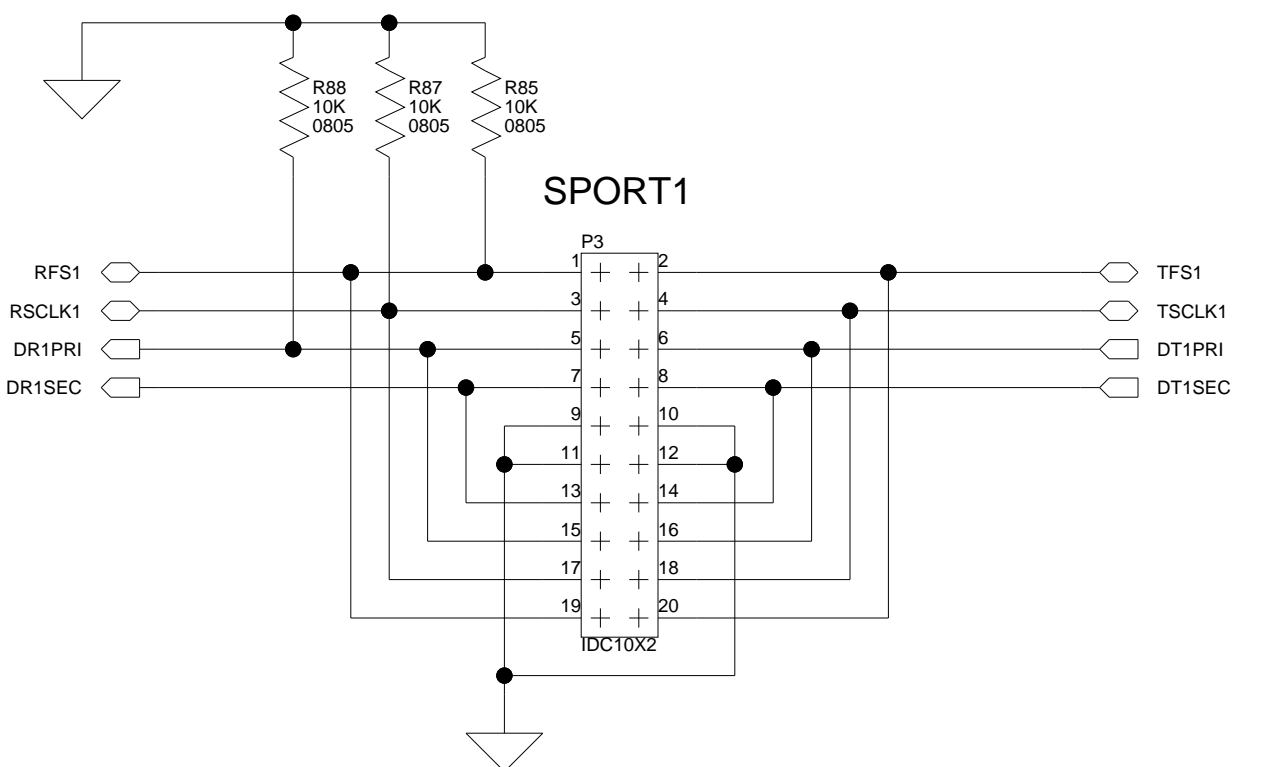 R88
10K
0805
R87
10K
0805
R85
10K
0805
SPORT1
P3
RFS1 1 2 TFS1
RSCLK1 3 4 TSCLK1
DR1PRI 5 6 DT1PRI
DR1SEC 7 8 DT1SEC
9 10
11 12
13 14
15 16
17 18
19 20
IDC10X2